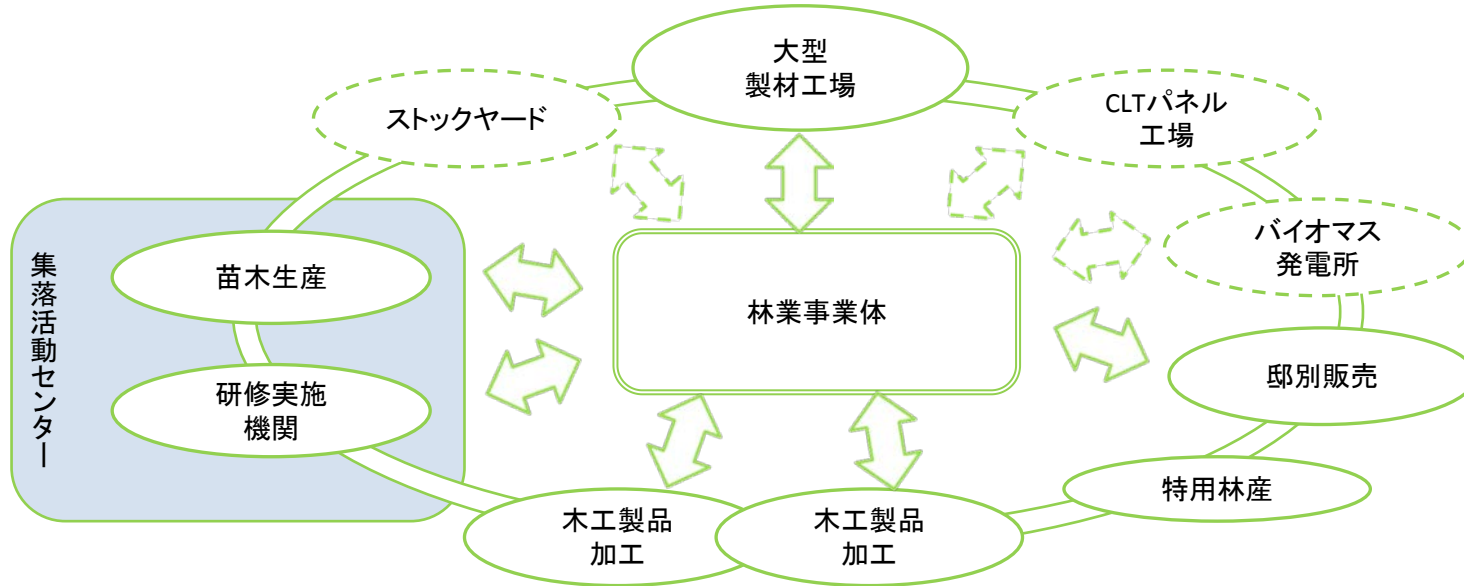 大型
製材工場
ストックヤード
CLTパネル
工場
集落活動センター
苗木生産
バイオマス
発電所
林業事業体
研修実施
機関
邸別販売
特用林産
木工製品
加工
木工製品
加工